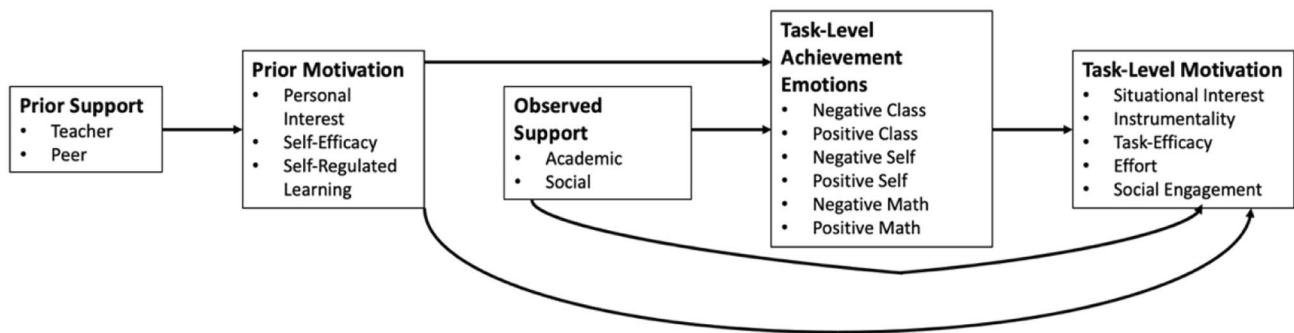 Prior Support
• Teacher
• Peer
Prior Motivation
• Personal
Interest
• Self-Efficacy
• Self-Regulated
Learning
Observed
Support
• Academic
• Social
Task-Level
Achievement
Emotions
• Negative Class
• Positive Class
• Negative Self
• Positive Self
• Negative Math
• Positive Math
Task-Level Motivation
• Situational Interest
• Instrumentality
• Task-Efficacy
• Effort
• Social Engagement